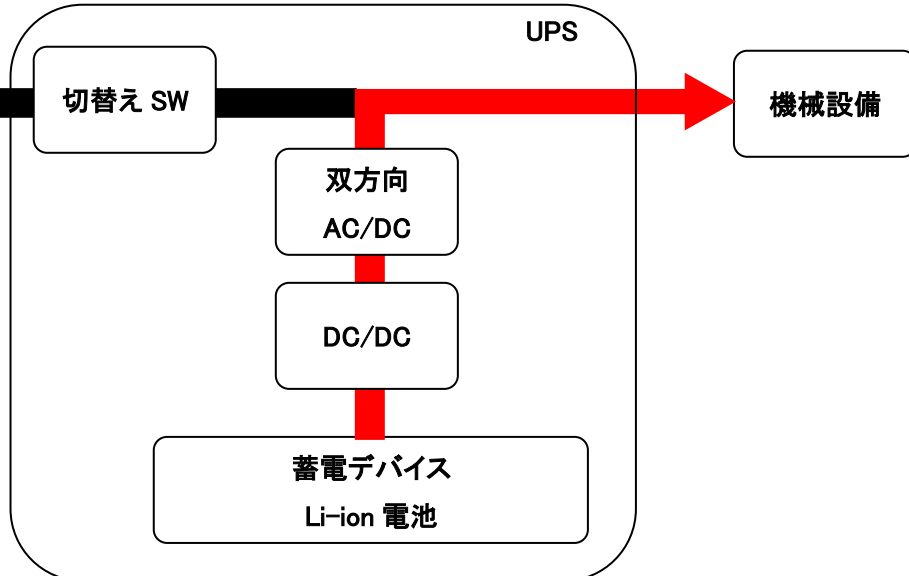 UPS
切替え SW
機械設備
双方向
AC/DC
DC/DC
蓄電デバイス
Li-ion 電池